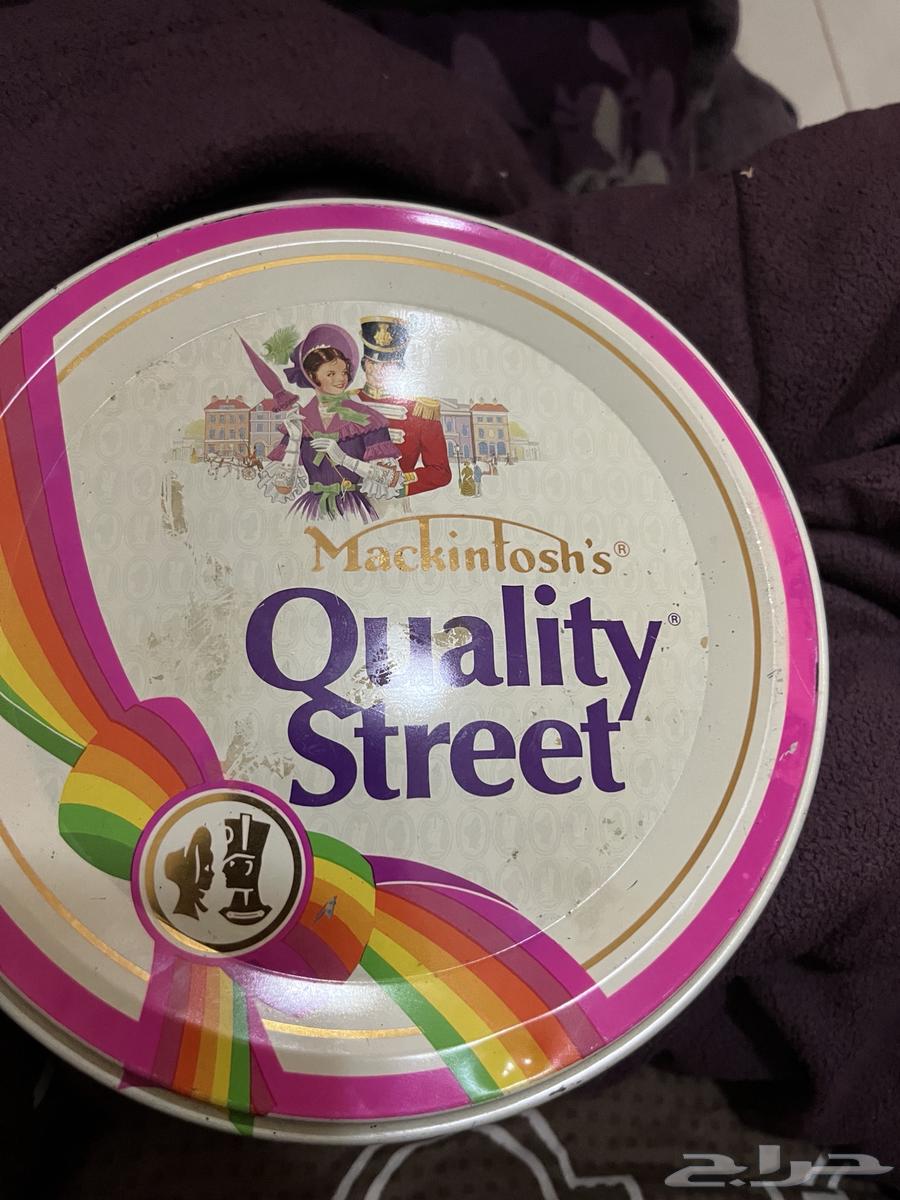 Mackintosh's®
Quality®
Street
حراج